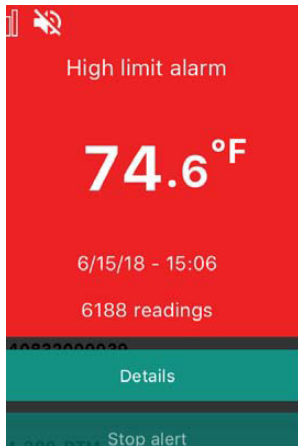 High limit alarm
74.6°F
6/15/18 - 15:06
6188 readings
Details
Stop alert